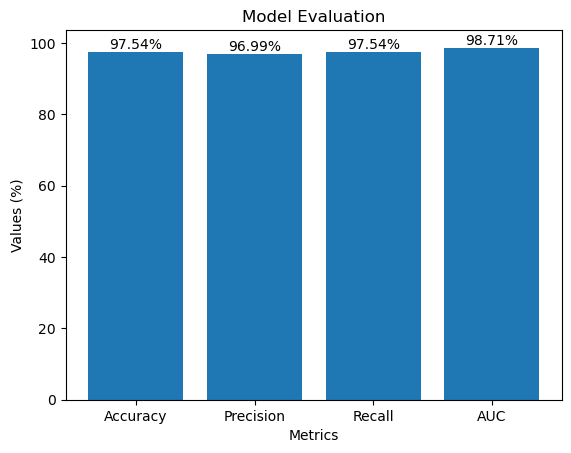 Model Evaluation
97.54%
96.99%
97.54%
98.71%
100
80
60
40
20
0
Values (%)
Accuracy
Precision
Recall
AUC
Metrics